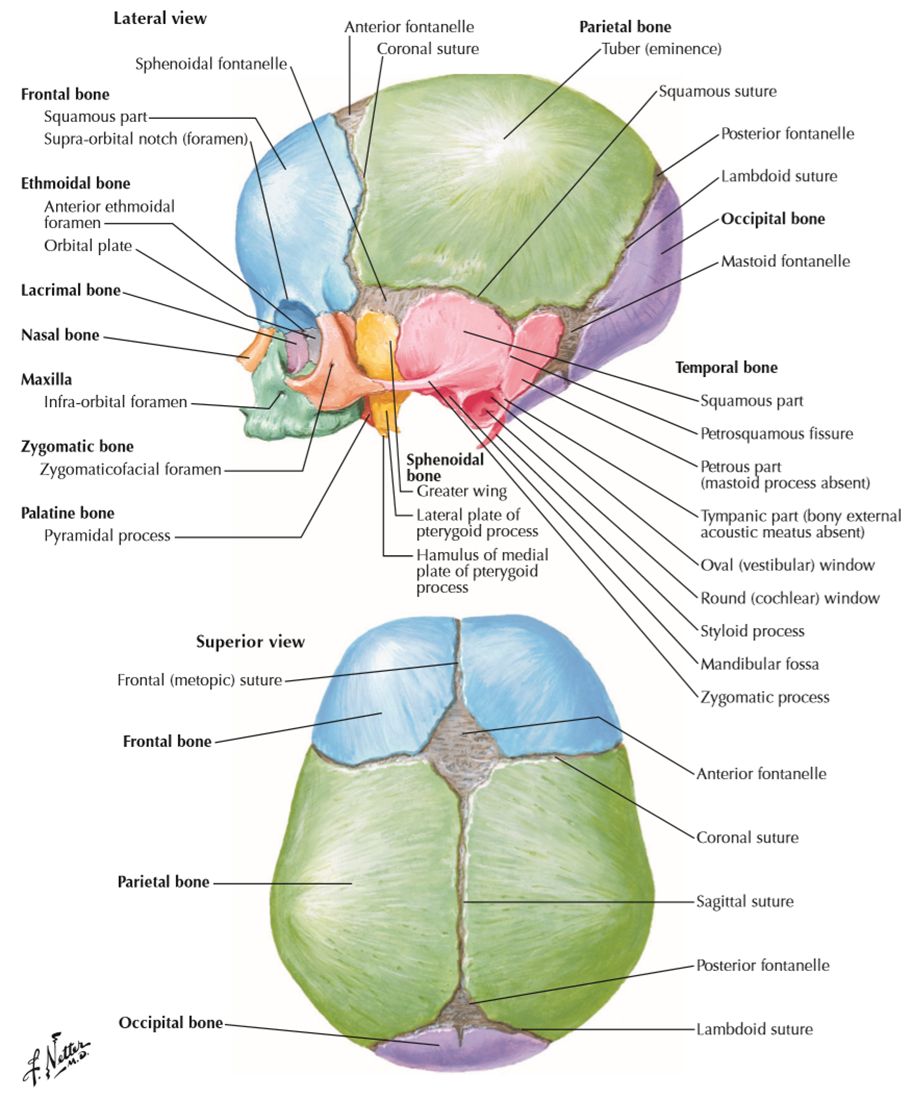 Lateral view
Anterior fontanelle
Coronal suture
Sphenoidal fontanelle
Parietal bone
Tuber (eminence)
Squamous suture
Posterior fontanelle
Lambdoid suture
Occipital bone
Mastoid fontanelle
Frontal bone
Squamous part
Supra-orbital notch (foramen)
Ethmoidal bone
Anterior ethmoidal
foramen
Orbital plate
Lacrimal bone
Nasal bone
Maxilla
Infra-orbital foramen
Zygomatic bone
Zygomaticofacial foramen
Palatine bone
Pyramidal process
Sphenoidal
bone
Greater wing
Lateral plate of
pterygoid process
Hamulus of medial
plate of pterygoid
process
Temporal bone
Squamous part
Petrosquamous fissure
Petrous part
(mastoid process absent)
Tympanic part (bony external
acoustic meatus absent)
Oval (vestibular) window
Round (cochlear) window
Styloid process
Mandibular fossa
Zygomatic process
Superior view
Frontal (metopic) suture
Frontal bone
Parietal bone
Occipital bone
Anterior fontanelle
Coronal suture
Sagittal suture
Posterior fontanelle
Lambdoid suture
F. Netter
M.D.